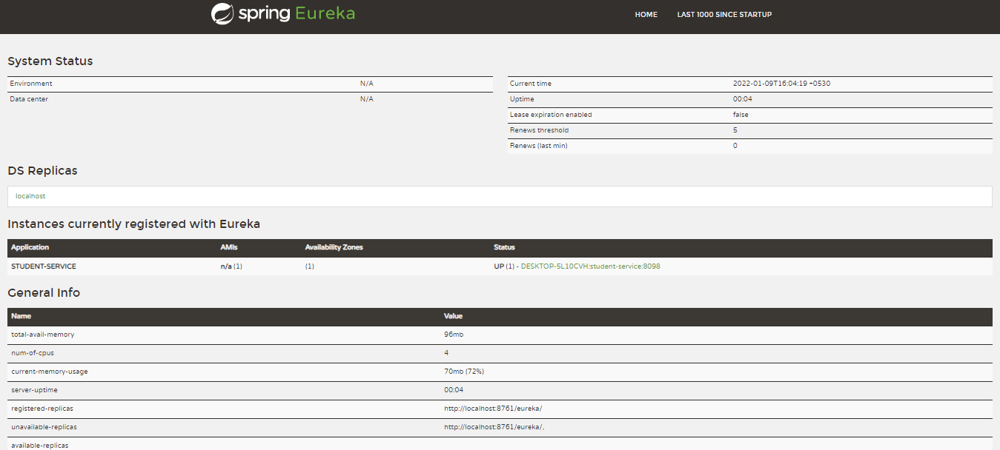 spring Eureka HOME LAST 1000 SINCE STARTUP
System Status
Environment N/A
Data center N/A
Current time 2022-01-09T16:04:19 +0530
Uptime 00:04
Lease expiration enabled false
Renews threshold 5
Renews (last min) 0
DS Replicas
localhost
Instances currently registered with Eureka
Application AMIs Availability Zones Status
STUDENT-SERVICE n/a (1) (1) UP (1) - DESKTOP-5L10CVH:student-service:8098
General Info
Name Value
total-avail-memory 96mb
num-of-cpus 4
current-memory-usage 70mb (72%)
server-uptime 00:04
registered-replicas http://localhost:8761/eureka/
unavailable-replicas http://localhost:8761/eureka/,
available-replicas